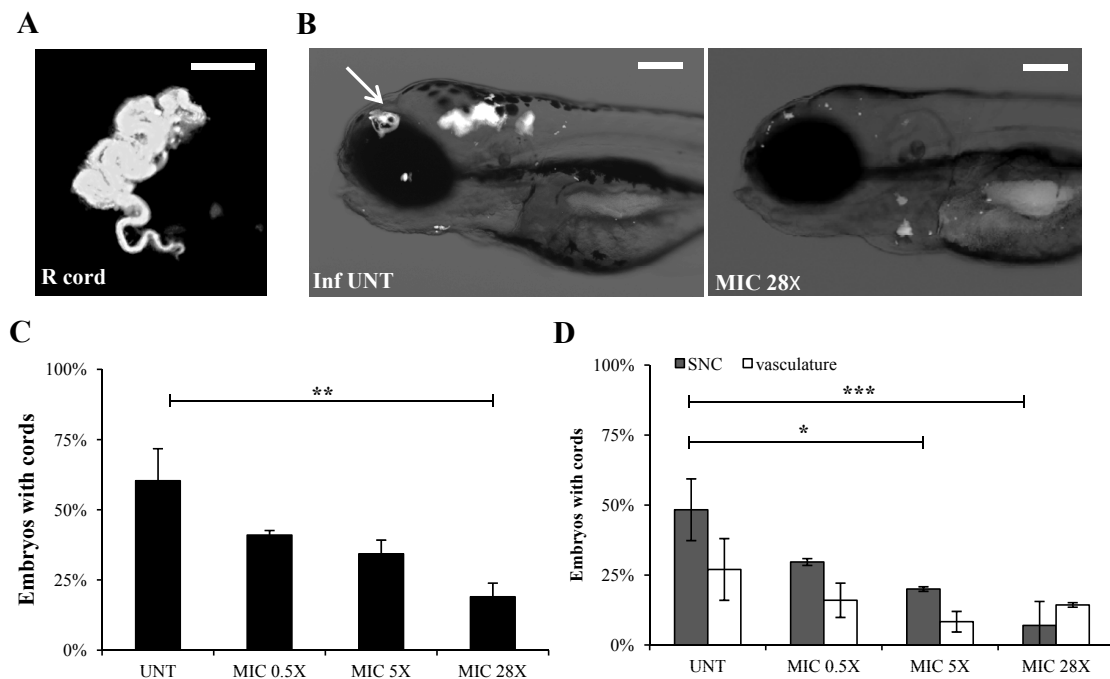 A
B
R cord
Inf UNT
MIC 28X
C
D
Embryos with cords
100%
75%
50%
25%
0%
**
UNT
MIC 0.5X
MIC 5X
MIC 28X
Embryos with cords
100%
75%
50%
25%
0%
SNC
vasculature
***
*
UNT
MIC 0.5X
MIC 5X
MIC 28X